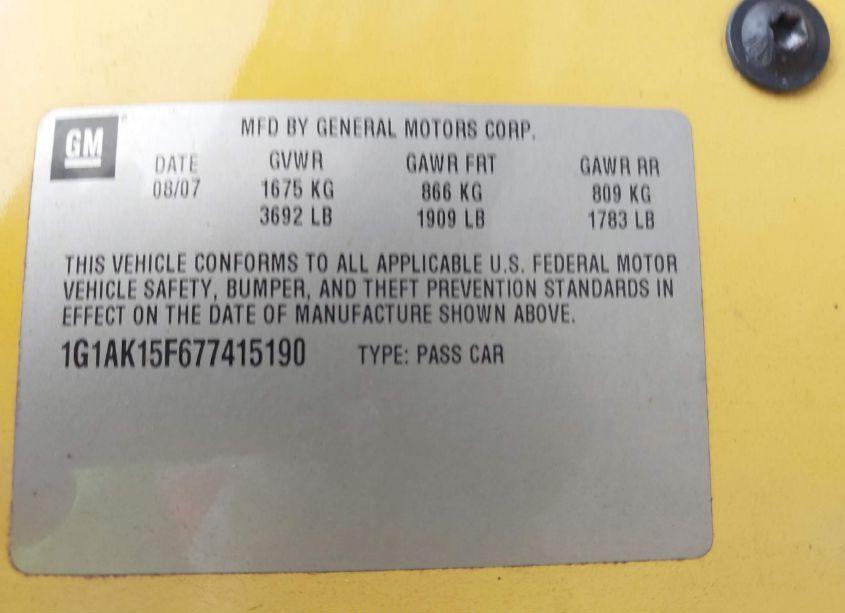 GM
MFD BY GENERAL MOTORS CORP.
DATE GVWR GAWR FRT GAWR RR
08/07 1675 KG 866 KG 809 KG
3692 LB 1909 LB 1783 LB
THIS VEHICLE CONFORMS TO ALL APPLICABLE U.S. FEDERAL MOTOR
VEHICLE SAFETY, BUMPER, AND THEFT PREVENTION STANDARDS IN
EFFECT ON THE DATE OF MANUFACTURE SHOWN ABOVE.
1G1AK15F677415190 TYPE: PASS CAR